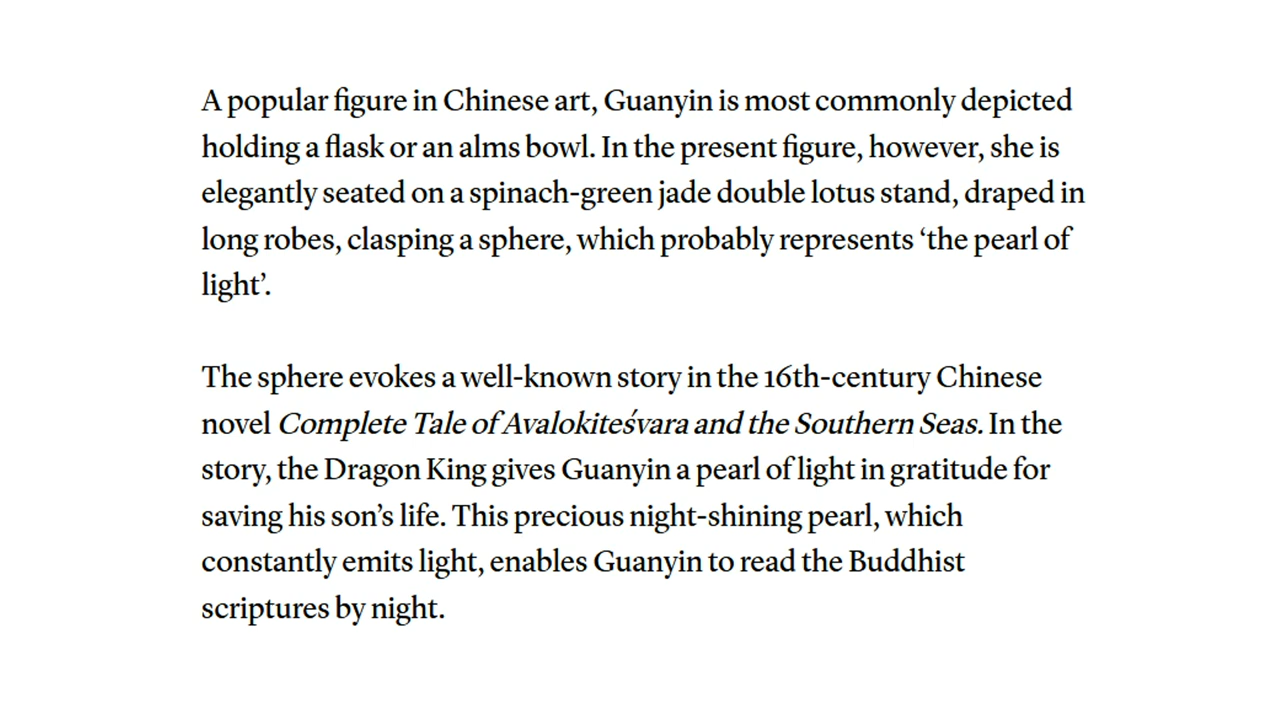 A popular figure in Chinese art, Guanyin is most commonly depicted
holding a flask or an alms bowl. In the present figure, however, she is
elegantly seated on a spinach-green jade double lotus stand, draped in
long robes, clasping a sphere, which probably represents ‘the pearl of
light’.
The sphere evokes a well-known story in the 16th-century Chinese
novel Complete Tale of Avalokiteśvara and the Southern Seas. In the
story, the Dragon King gives Guanyin a pearl of light in gratitude for
saving his son’s life. This precious night-shining pearl, which
constantly emits light, enables Guanyin to read the Buddhist
scriptures by night.